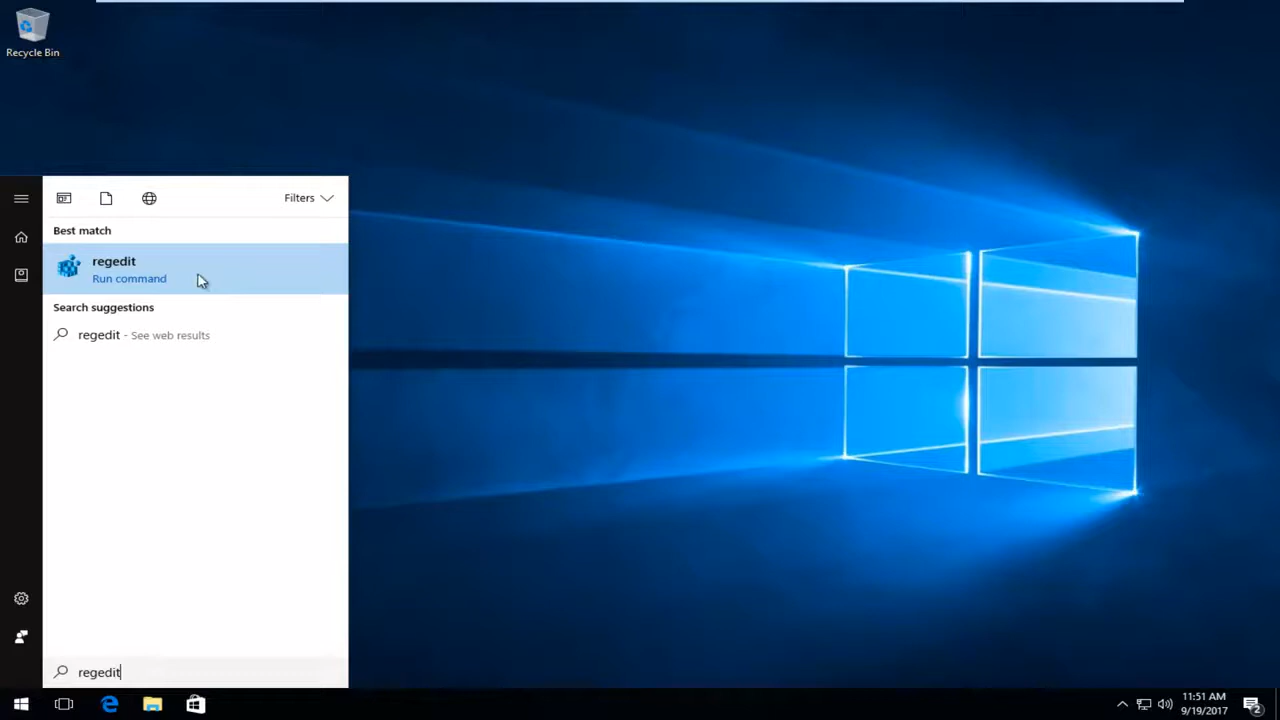 Recycle Bin
Filters
Best match
regedit
Run command
Search suggestions
regedit - See web results
regedit
11:51 AM
9/19/2017
2